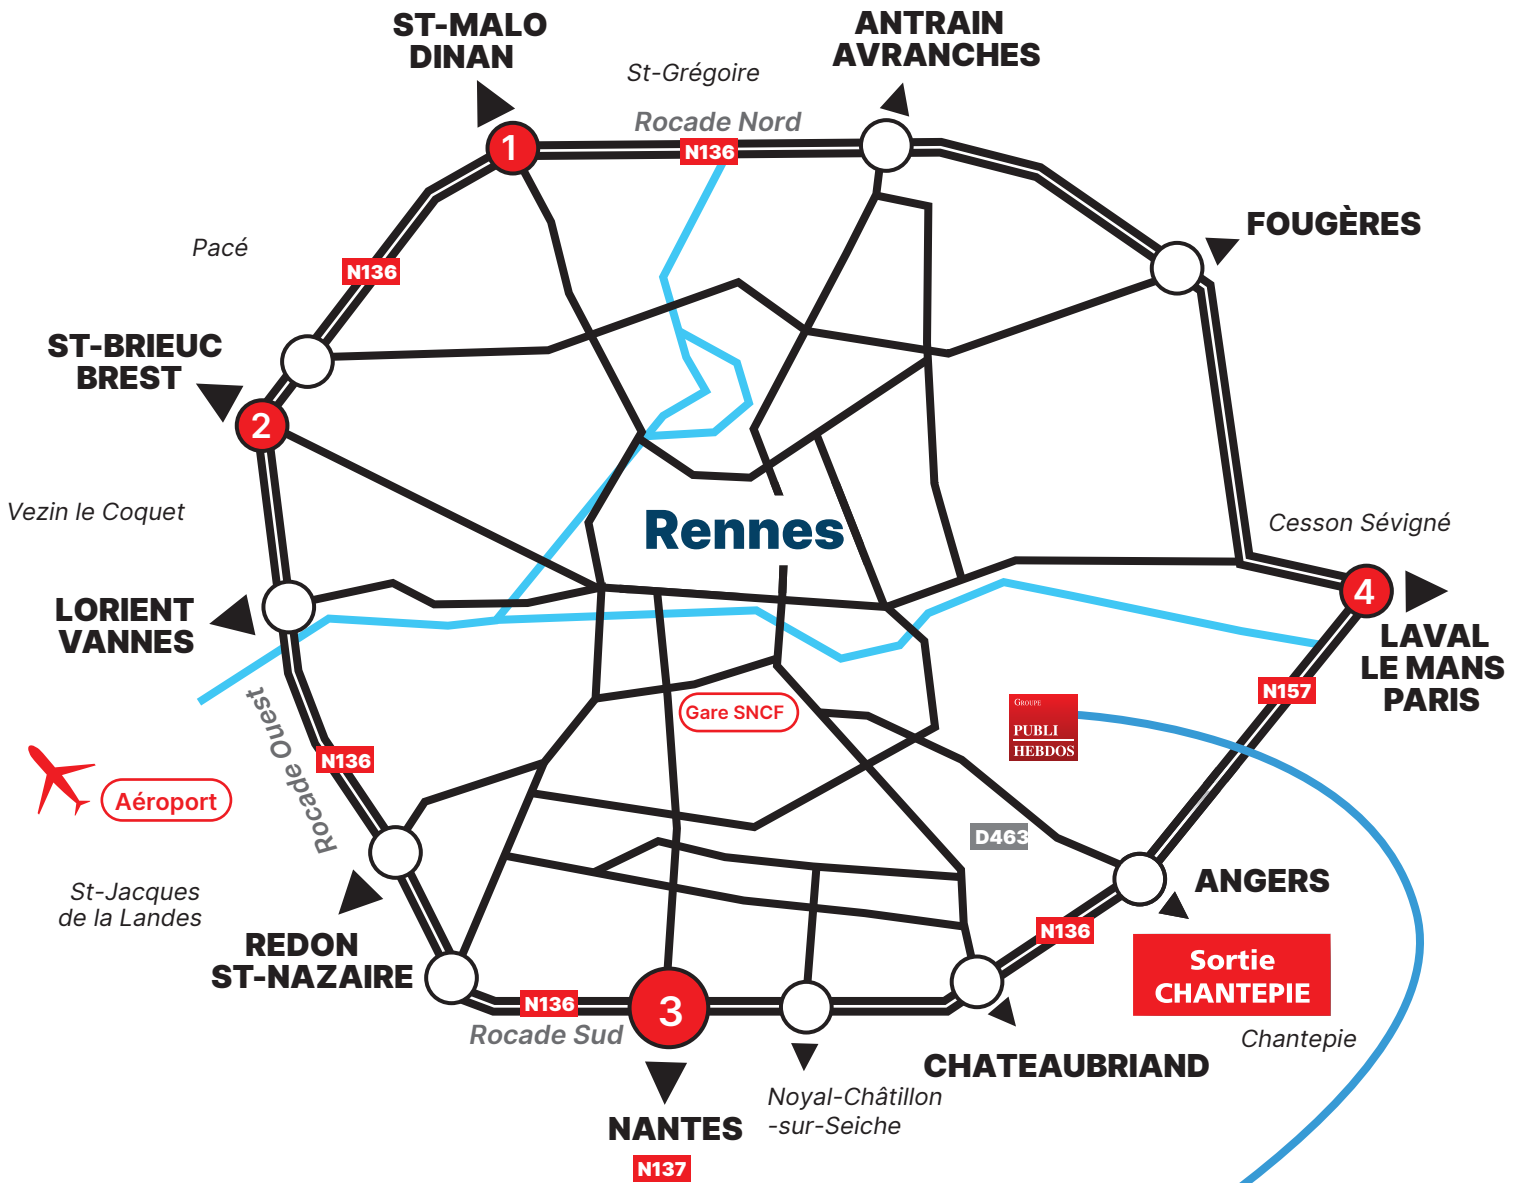 ST-MALO
DINAN
ANTRAIN
AVRANCHES
St-Grégoire
Rocade Nord
1
N136
FOUGÈRES
Pacé
N136
ST-BRIEUC
BREST
2
Vezin le Coquet
Rennes
Cesson Sévigné
4
LORIENT
VANNES
LAVAL
LE MANS
PARIS
N157
Rocade Ouest
Gare SNCF
GROUPE
PUBLI
HEBDOS
N136
Aéroport
D463
St-Jacques
de la Landes
ANGERS
N136
REDON
ST-NAZAIRE
Sortie
CHANTEPIE
N136
3
Rocade Sud
Chantepie
CHATEAUBRIAND
Noyal-Châtillon
-sur-Seiche
NANTES
N137